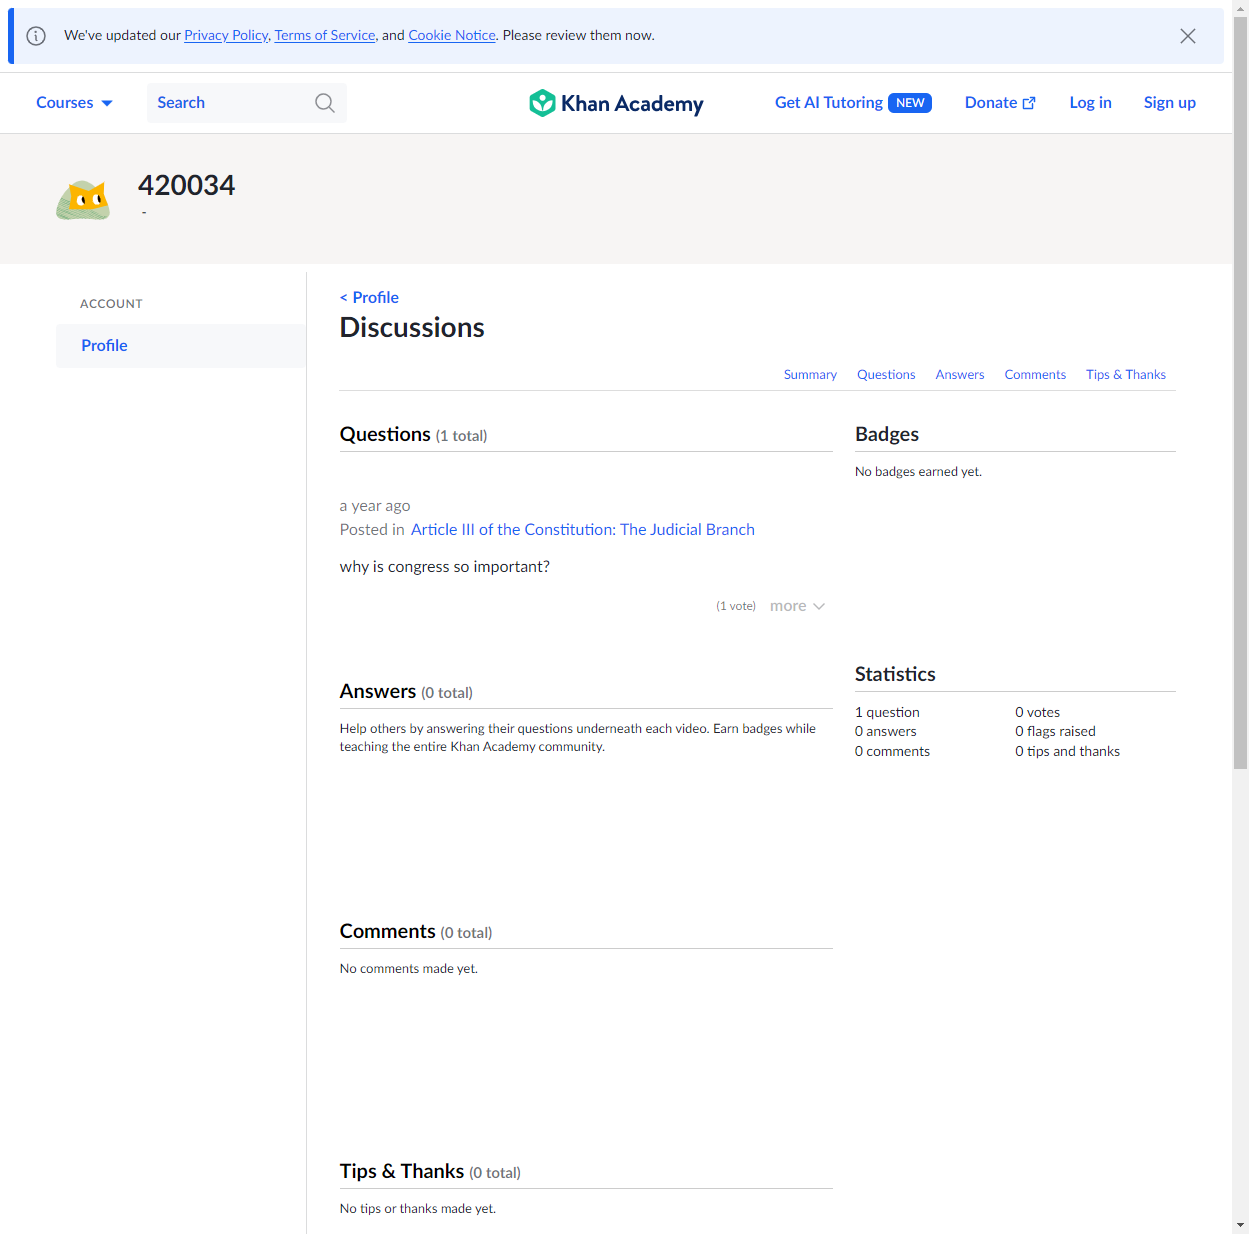 We've updated our Privacy Policy, Terms of Service, and Cookie Notice. Please review them now.
Courses
Search
Khan Academy
Get AI Tutoring NEW
Donate
Log in
Sign up
420034
-
ACCOUNT
Profile
< Profile
Discussions
Summary
Questions
Answers
Comments
Tips & Thanks
Questions (1 total)
a year ago
Posted in Article III of the Constitution: The Judicial Branch
why is congress so important?
(1 vote)
more
Answers (0 total)
Help others by answering their questions underneath each video. Earn badges while
teaching the entire Khan Academy community.
Comments (0 total)
No comments made yet.
Tips & Thanks (0 total)
No tips or thanks made yet.
Badges
No badges earned yet.
Statistics
1 question
0 votes
0 answers
0 flags raised
0 comments
0 tips and thanks